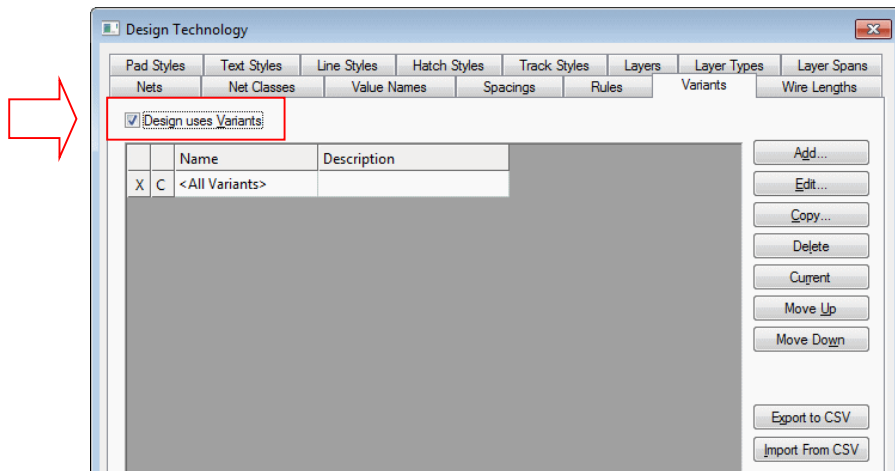 Design Technology
Pad Styles Text Styles Line Styles Hatch Styles Track Styles Layers Layer Types Layer Spans
Nets Net Classes Value Names Spacings Rules Variants Wire Lengths
Design uses Variants
Name Description
X C <All Variants>
Add...
Edit...
Copy...
Delete
Current
Move Up
Move Down
Export to CSV
Import From CSV